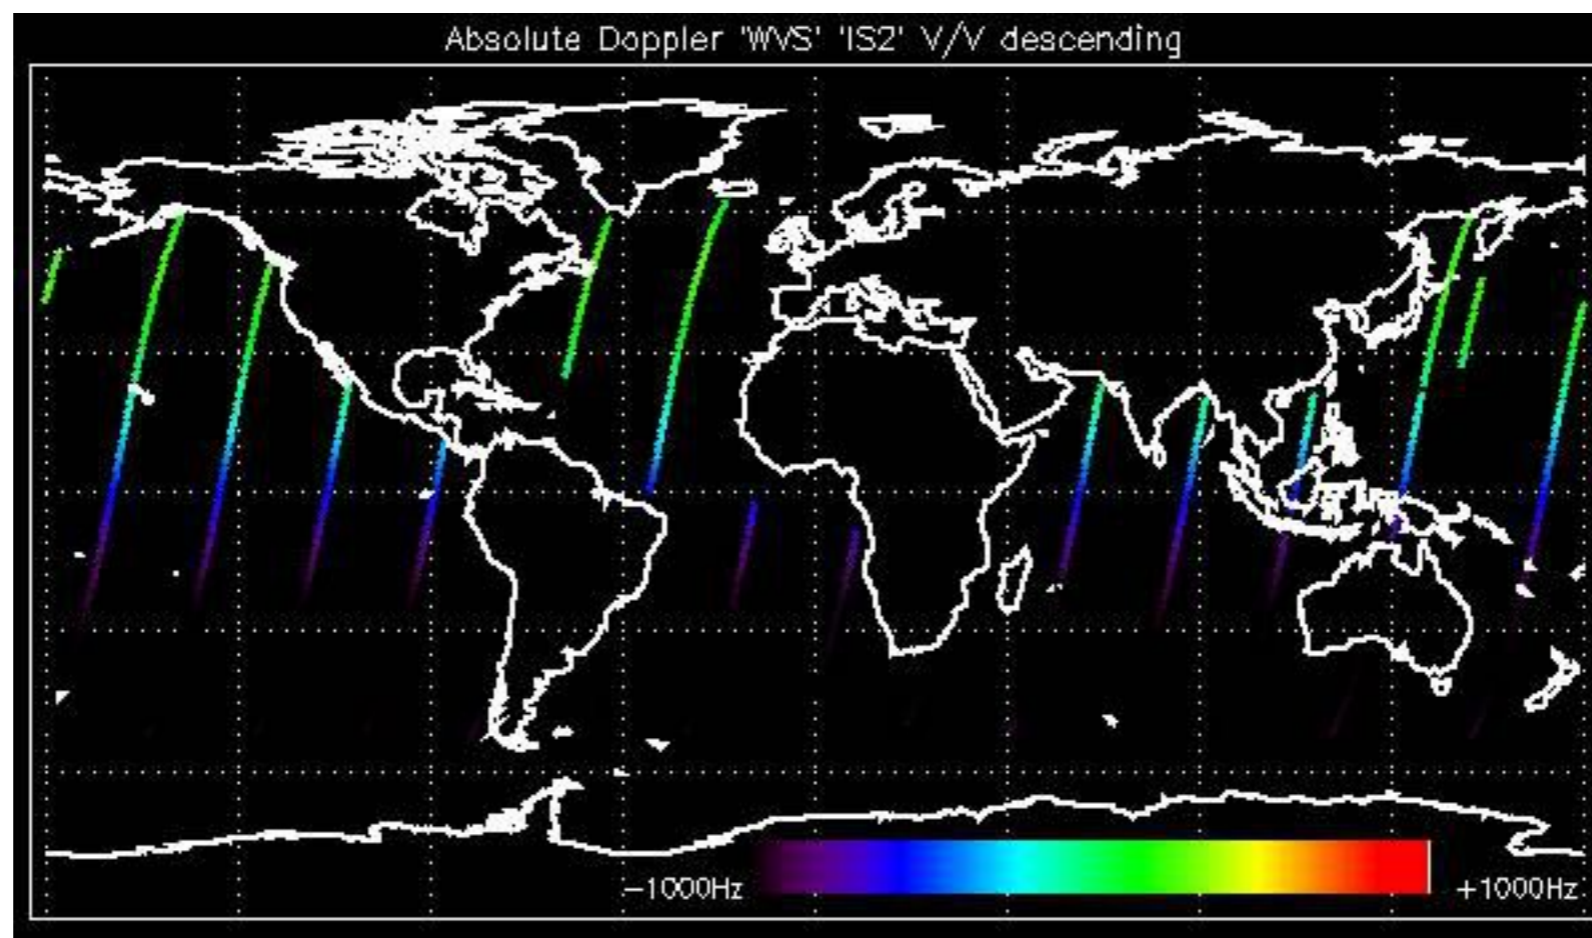 Absolute Doppler 'WVS' 'IS2' V/V descending
-1000Hz
+1000Hz